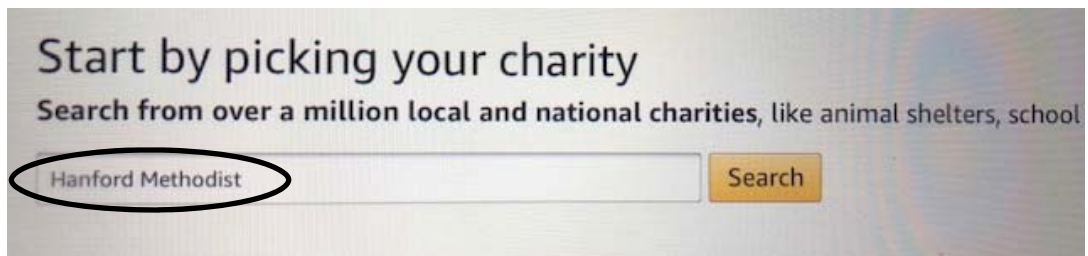 Start by picking your charity
Search from over a million local and national charities, like animal shelters, school
Hanford Methodist
Search